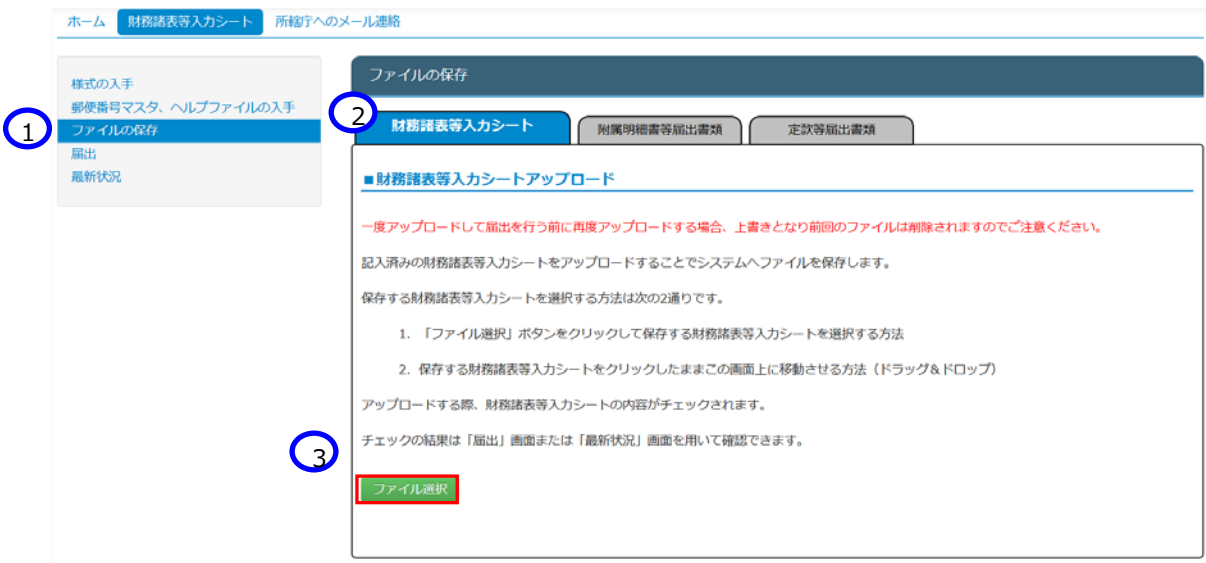 ホーム 財務諸表等入力シート 所轄庁へのメール連絡
様式の入手
郵便番号マスタ、ヘルプファイルの入手
1
ファイルの保存
届出
最新状況
ファイルの保存
2
財務諸表等入力シート 附属明細書等届出書類 定款等届出書類
■財務諸表等入力シートアップロード
一度アップロードして届出を行う前に再度アップロードする場合、上書きとなり前回のファイルは削除されますのでご注意ください。
記入済みの財務諸表等入力シートをアップロードすることでシステムへファイルを保存します。
保存する財務諸表等入力シートを選択する方法は次の2通りです。
1. 「ファイル選択」ボタンをクリックして保存する財務諸表等入力シートを選択する方法
2. 保存する財務諸表等入力シートをクリックしたままこの画面上に移動させる方法（ドラッグ＆ドロップ）
アップロードする際、財務諸表等入力シートの内容がチェックされます。
チェックの結果は「届出」画面または「最新状況」画面を用いて確認できます。
3
ファイル選択